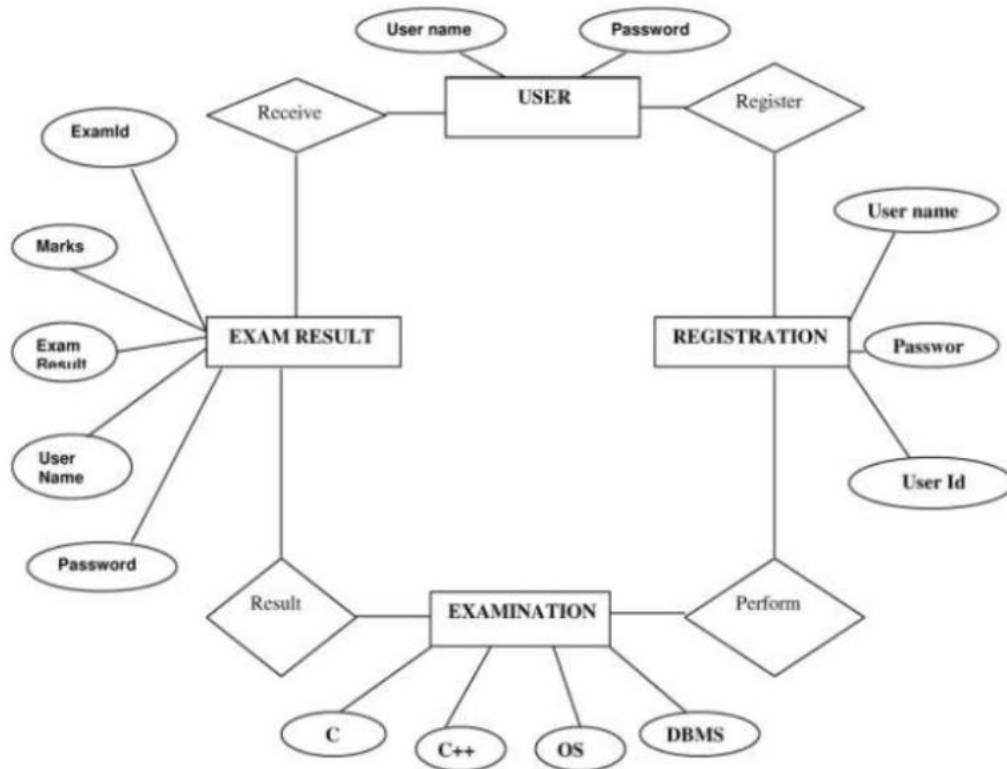 User name
Password
USER
Receive
Register
ExamId
User name
Marks
EXAM RESULT
REGISTRATION
Exam
Result
Passwor
User
Name
User Id
Password
Result
EXAMINATION
Perform
C
C++
OS
DBMS